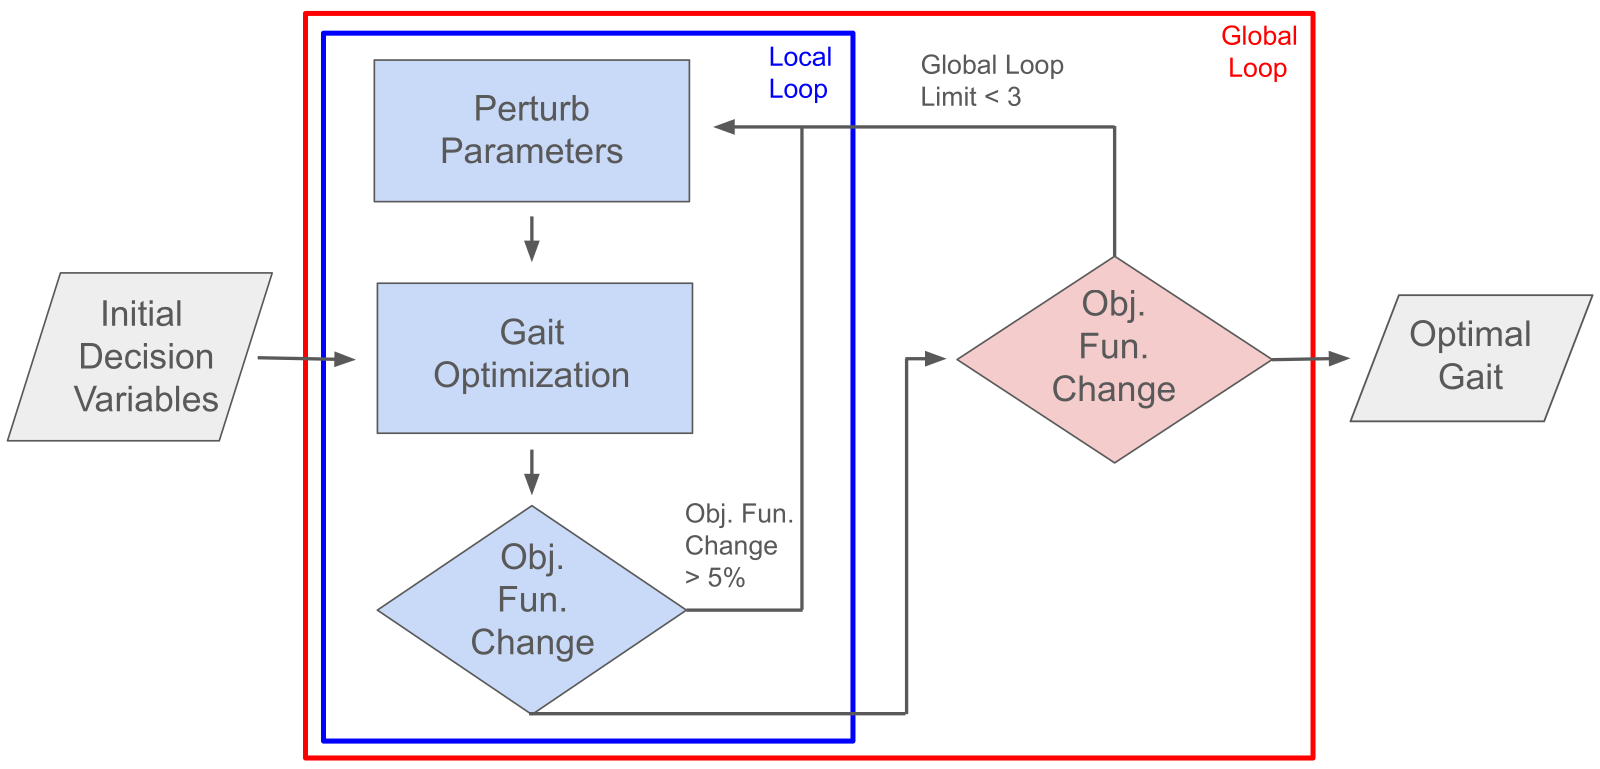 Global
Loop
Local
Loop
Global Loop
Limit < 3
Perturb
Parameters
Initial
Decision
Variables
Gait
Optimization
Obj.
Fun.
Change
Optimal
Gait
Obj. Fun.
Change
> 5%
Obj.
Fun.
Change